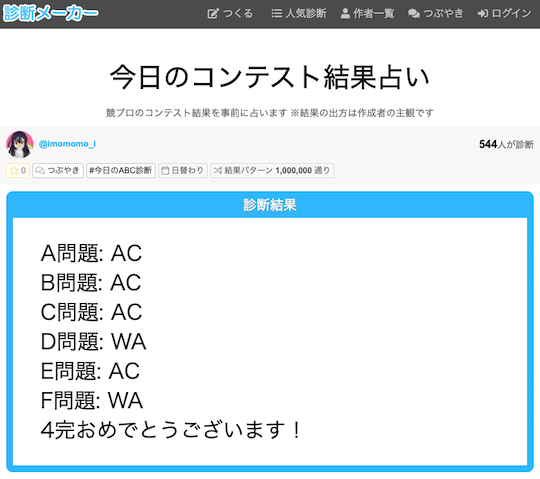 診断メーカー
つくる 人気診断 作者一覧 つぶやき ログイン
今日のコンテスト結果占い
競プロのコンテスト結果を事前に占います ※結果の出方は作成者の主観です
@imomomo_i
544人が診断
0 つぶやき #今日のABC診断 日替わり 結果パターン 1,000,000 通り
診断結果
A問題: AC
B問題: AC
C問題: AC
D問題: WA
E問題: AC
F問題: WA
4完おめでとうございます！